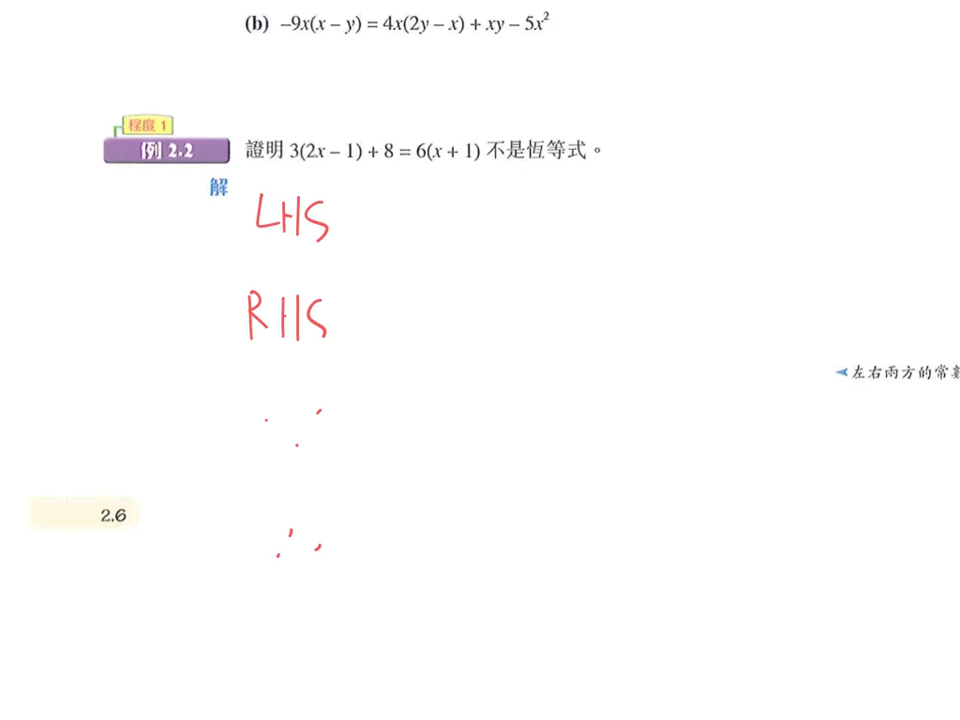 (b) –9x(x – y) = 4x(2y – x) + xy – 5x²
程度 1
例 2.2 證明 3(2x – 1) + 8 = 6(x + 1) 不是恆等式。
解
LHS
RHS
左右兩方的常
∵
2.6
∴